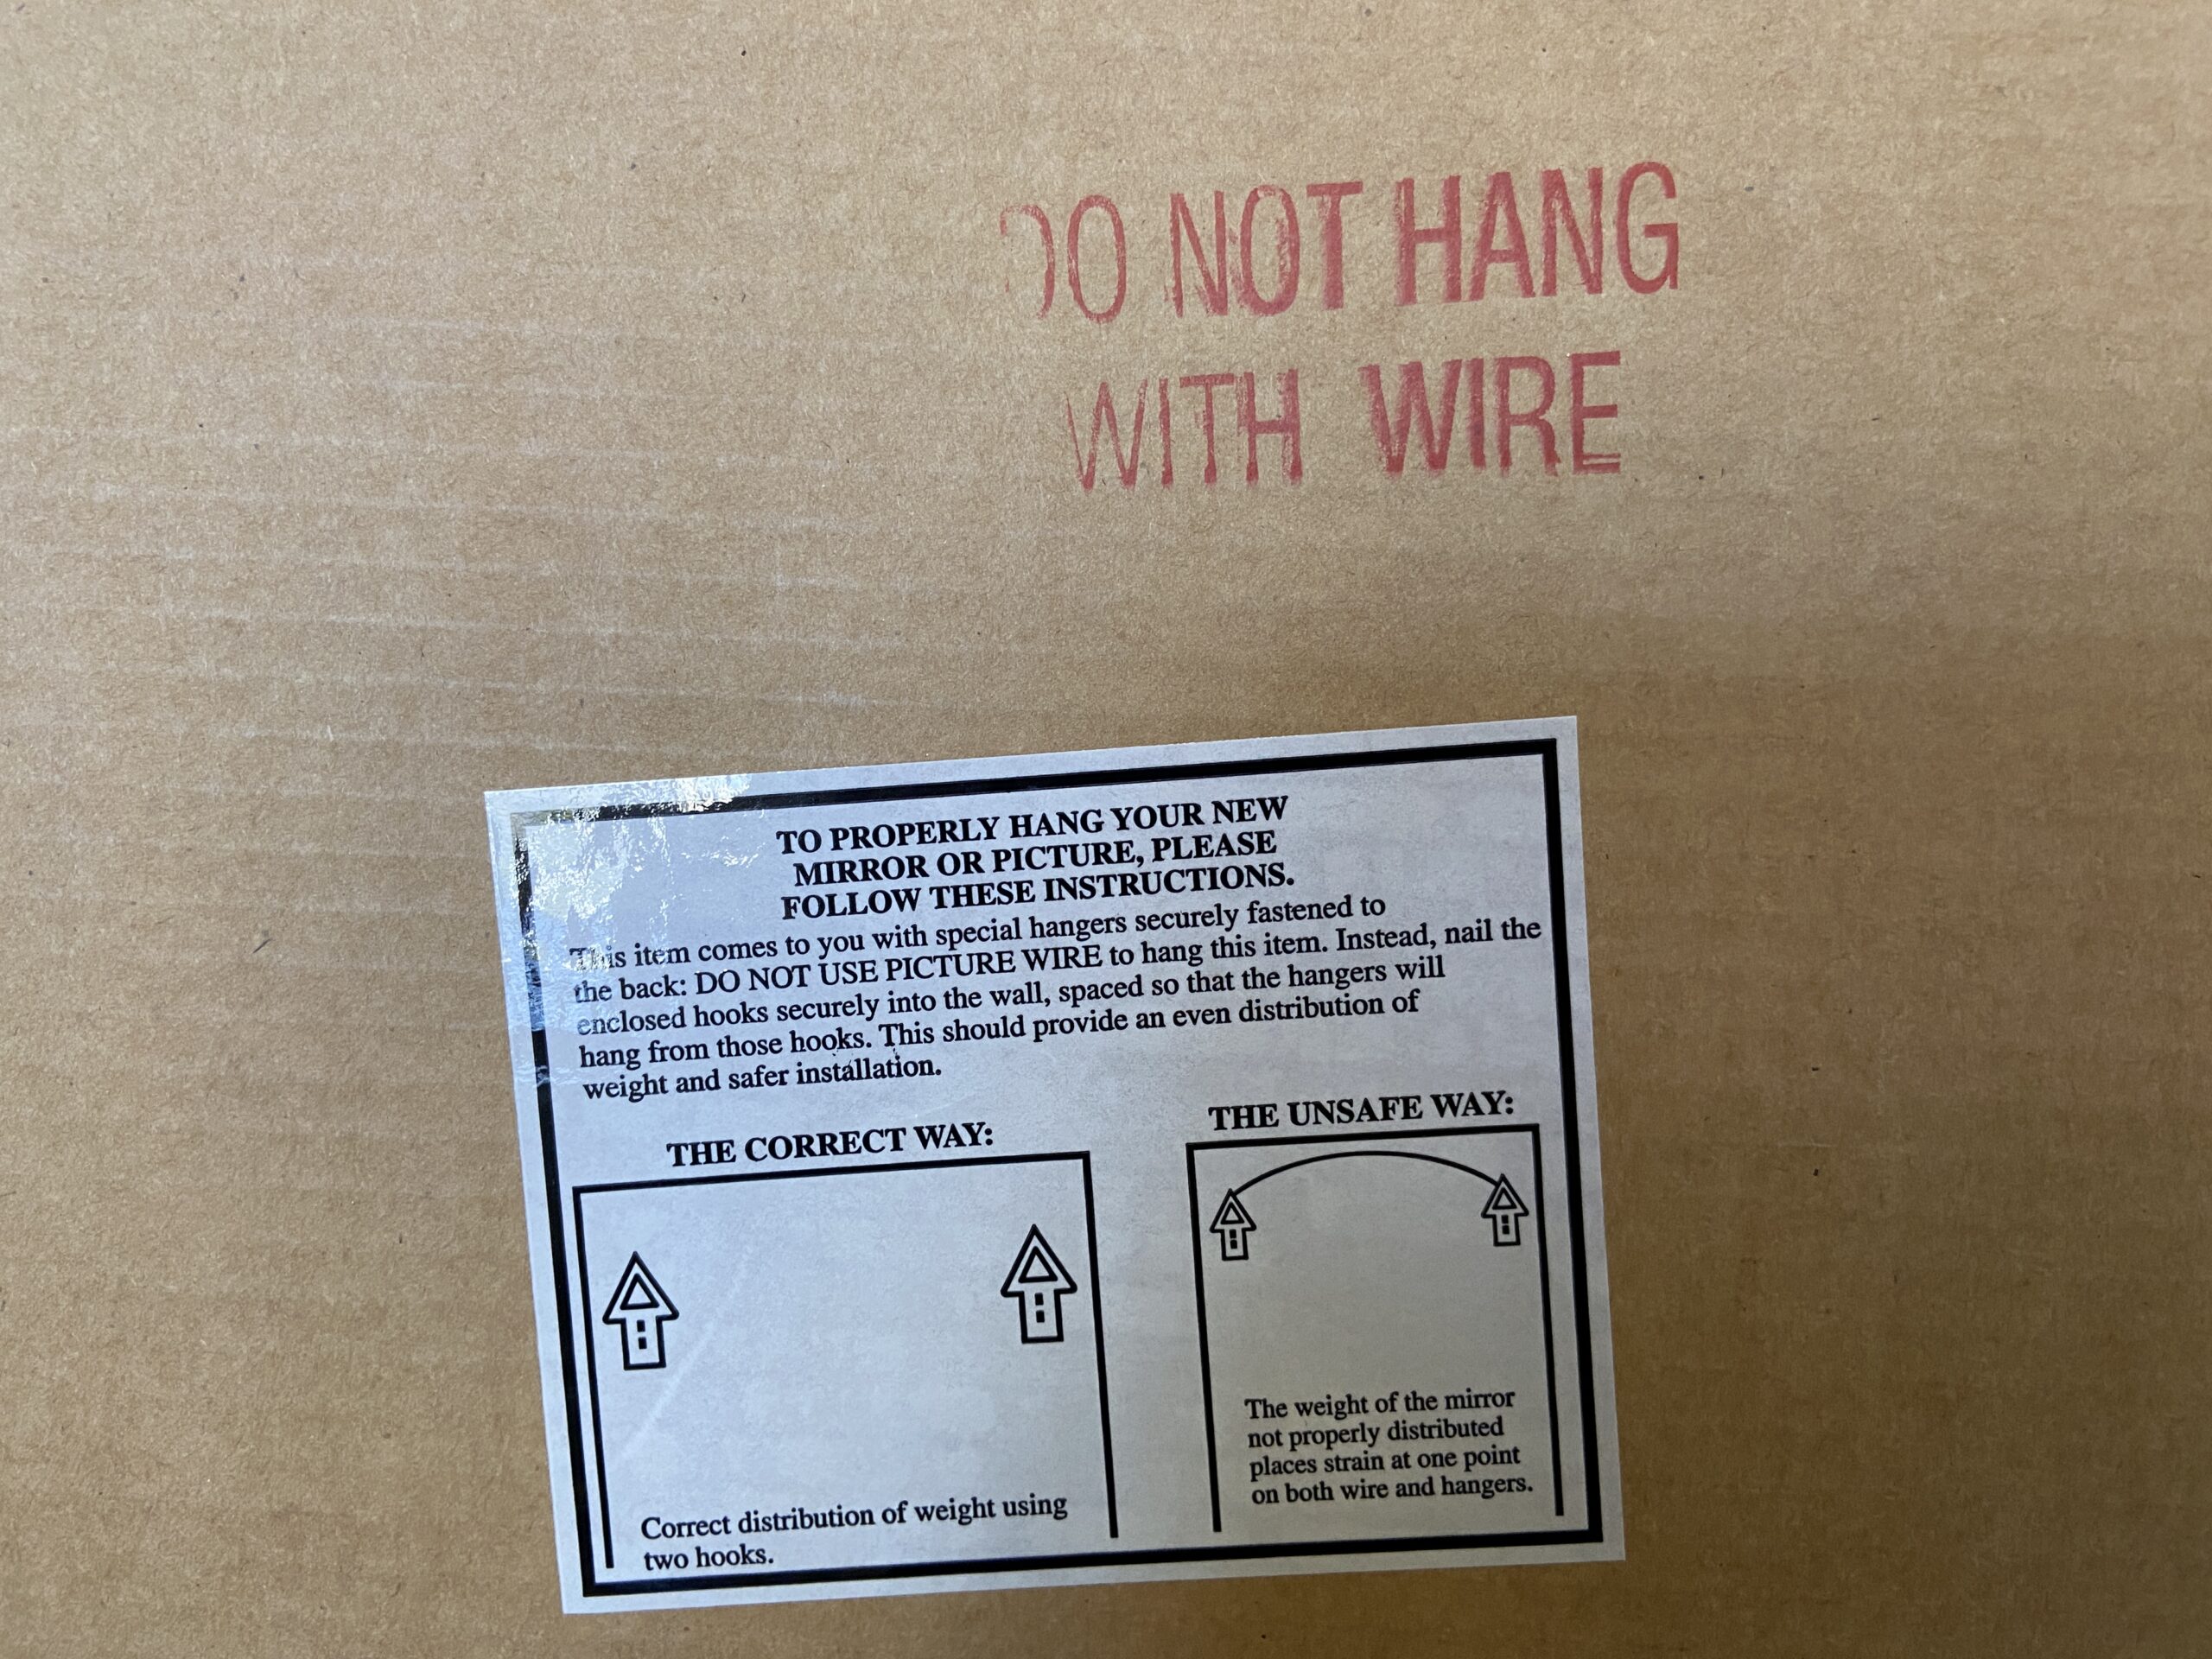 DO NOT HANG
WITH WIRE
TO PROPERLY HANG YOUR NEW
MIRROR OR PICTURE, PLEASE
FOLLOW THESE INSTRUCTIONS.
This item comes to you with special hangers securely fastened to
the back: DO NOT USE PICTURE WIRE to hang this item. Instead, nail the
enclosed hooks securely into the wall, spaced so that the hangers will
hang from those hooks. This should provide an even distribution of
weight and safer installation.
THE CORRECT WAY:
Correct distribution of weight using
two hooks.
THE UNSAFE WAY:
The weight of the mirror
not properly distributed
places strain at one point
on both wire and hangers.